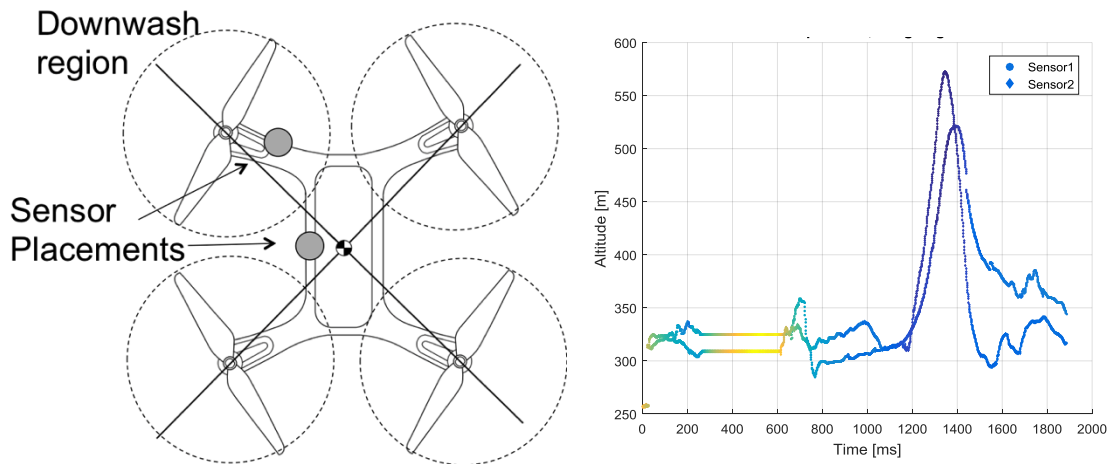 Downwash
region
Sensor
Placements
600
550
500
450
400
350
300
250
Altitude [m]
Sensor1
Sensor2
0 200 400 600 800 1000 1200 1400 1600 1800 2000
Time [ms]